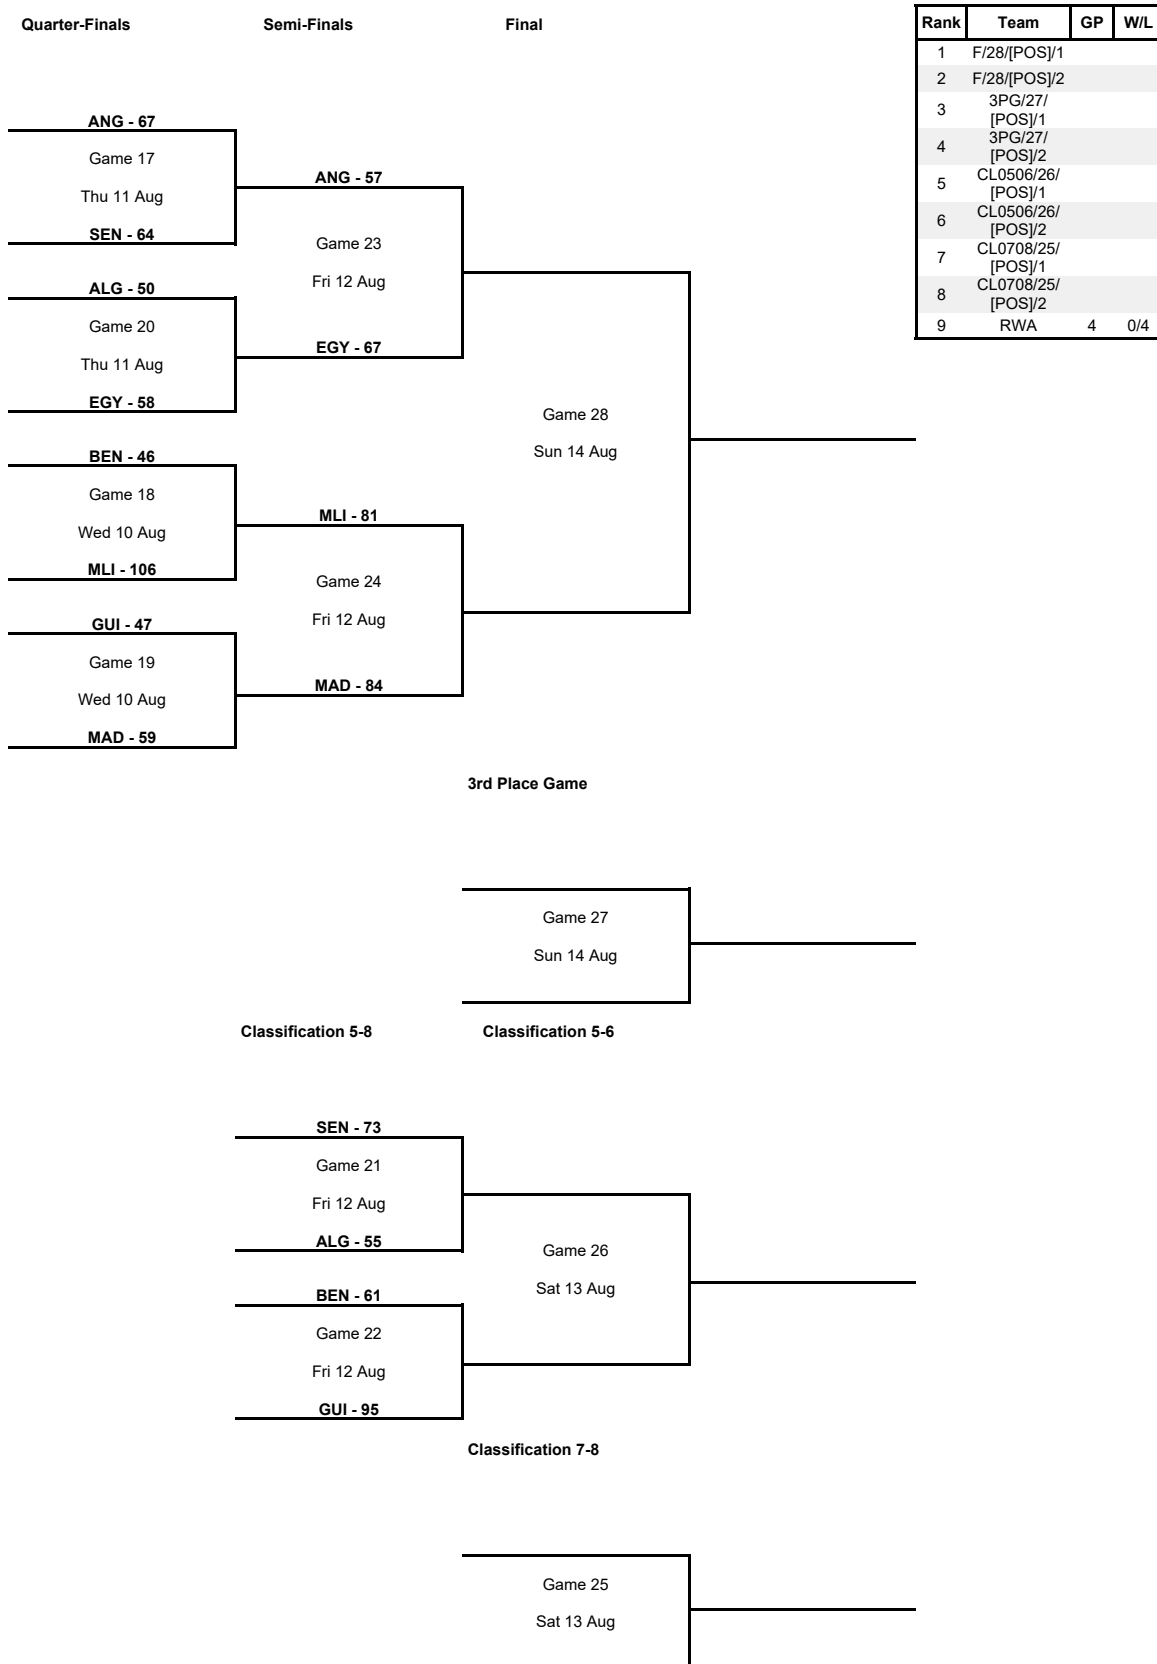 Quarter-Finals Semi-Finals Final
Rank Team GP W/L
1 F/28/[POS]/1
2 F/28/[POS]/2
3 3PG/27/
[POS]/1
4 3PG/27/
[POS]/2
5 CL0506/26/
[POS]/1
6 CL0506/26/
[POS]/2
7 CL0708/25/
[POS]/1
8 CL0708/25/
[POS]/2
9 RWA 4 0/4
ANG - 67
Game 17
Thu 11 Aug
SEN - 64
ALG - 50
Game 20
Thu 11 Aug
EGY - 58
BEN - 46
Game 18
Wed 10 Aug
MLI - 106
GUI - 47
Game 19
Wed 10 Aug
MAD - 59
ANG - 57
Game 23
Fri 12 Aug
EGY - 67
MLI - 81
Game 24
Fri 12 Aug
MAD - 84
Game 28
Sun 14 Aug
3rd Place Game
Game 27
Sun 14 Aug
Classification 5-8 Classification 5-6
SEN - 73
Game 21
Fri 12 Aug
ALG - 55
BEN - 61
Game 22
Fri 12 Aug
GUI - 95
Game 26
Sat 13 Aug
Classification 7-8
Game 25
Sat 13 Aug